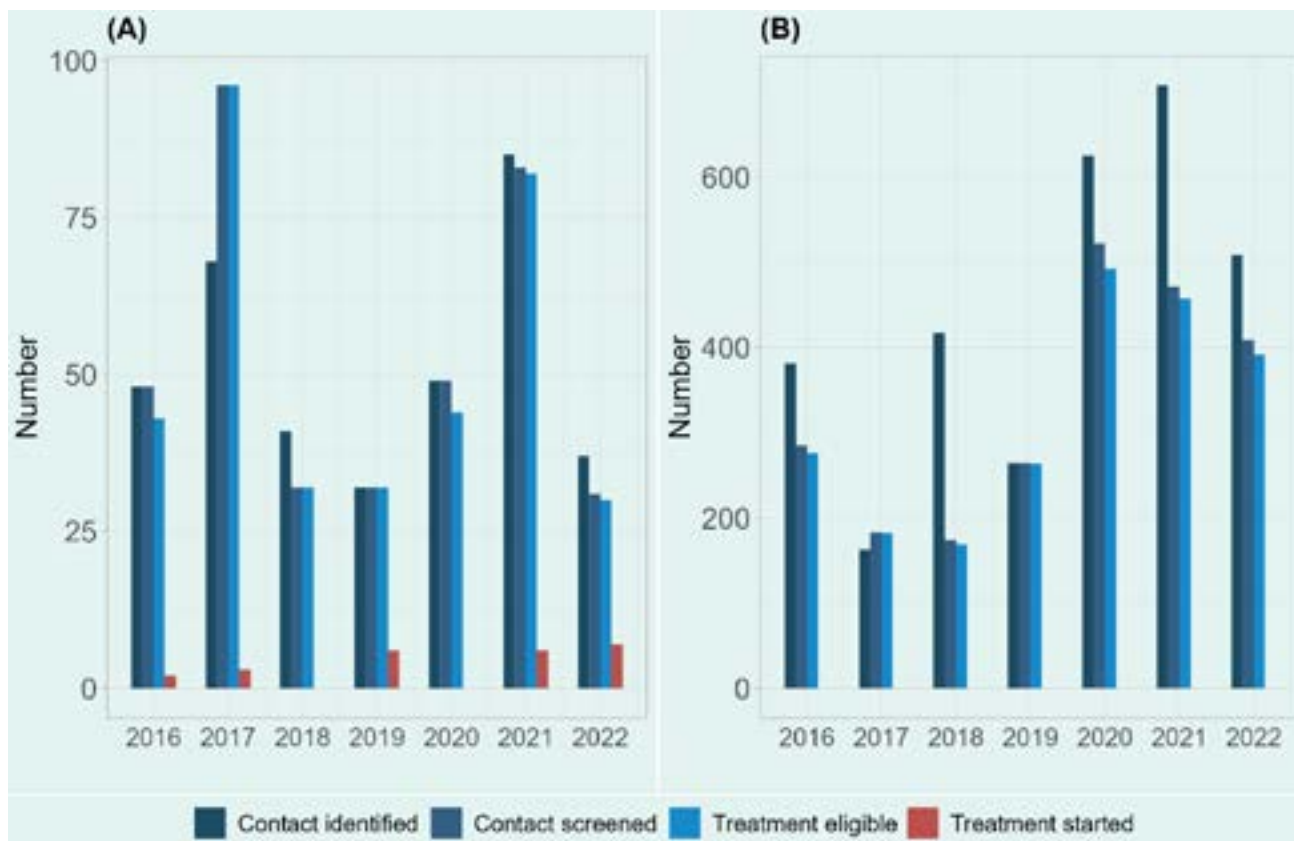 (A)
(B)
Number
100
75
50
25
0
2016 2017 2018 2019 2020 2021 2022
Number
600
400
200
0
2016 2017 2018 2019 2020 2021 2022
Contact identified Contact screened Treatment eligible Treatment started